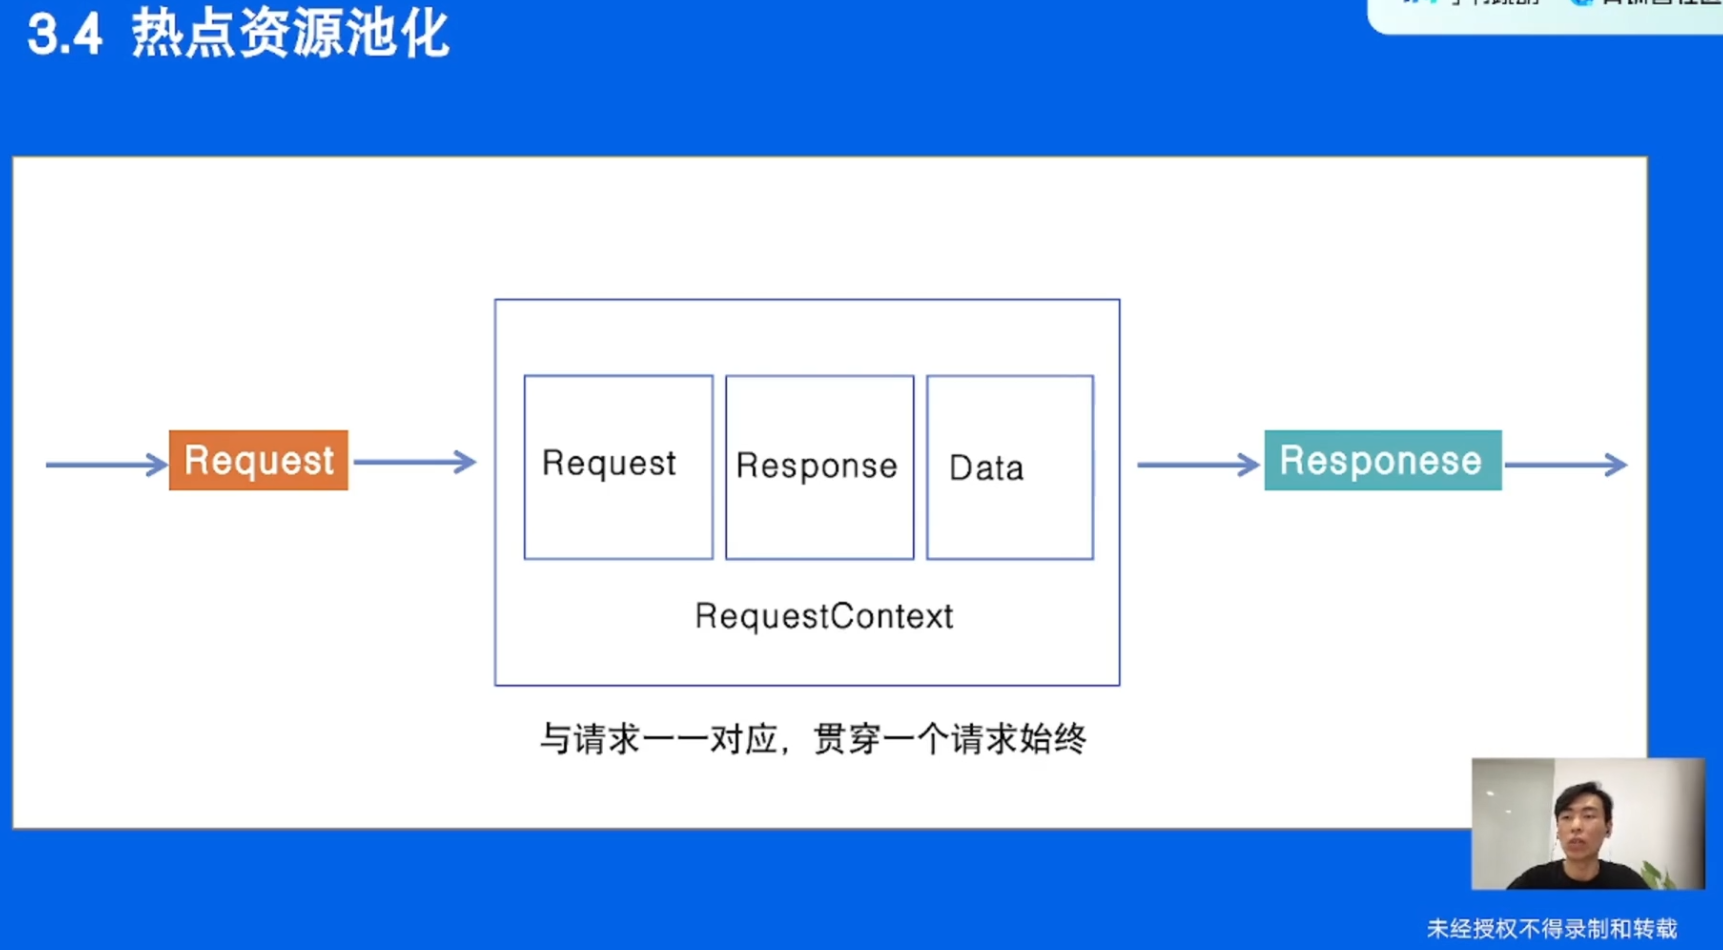 3.4 热点资源池化
Request
Request
Response
Data
RequestContext
Responese
与请求一一对应，贯穿一个请求始终
未经授权不得录制和转载